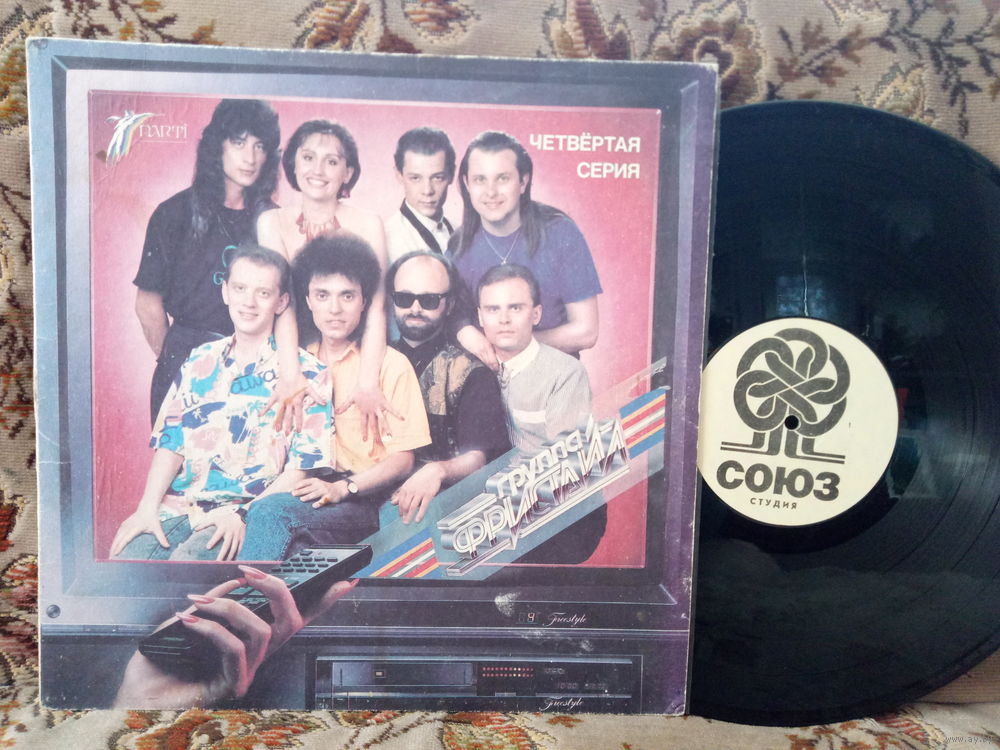 PARTI
ЧЕТВЁРТАЯ
СЕРИЯ
ГРУППА
ФРИСТАЙЛ
Freestyle
Freestyle
СОЮЗ
СТУДИЯ